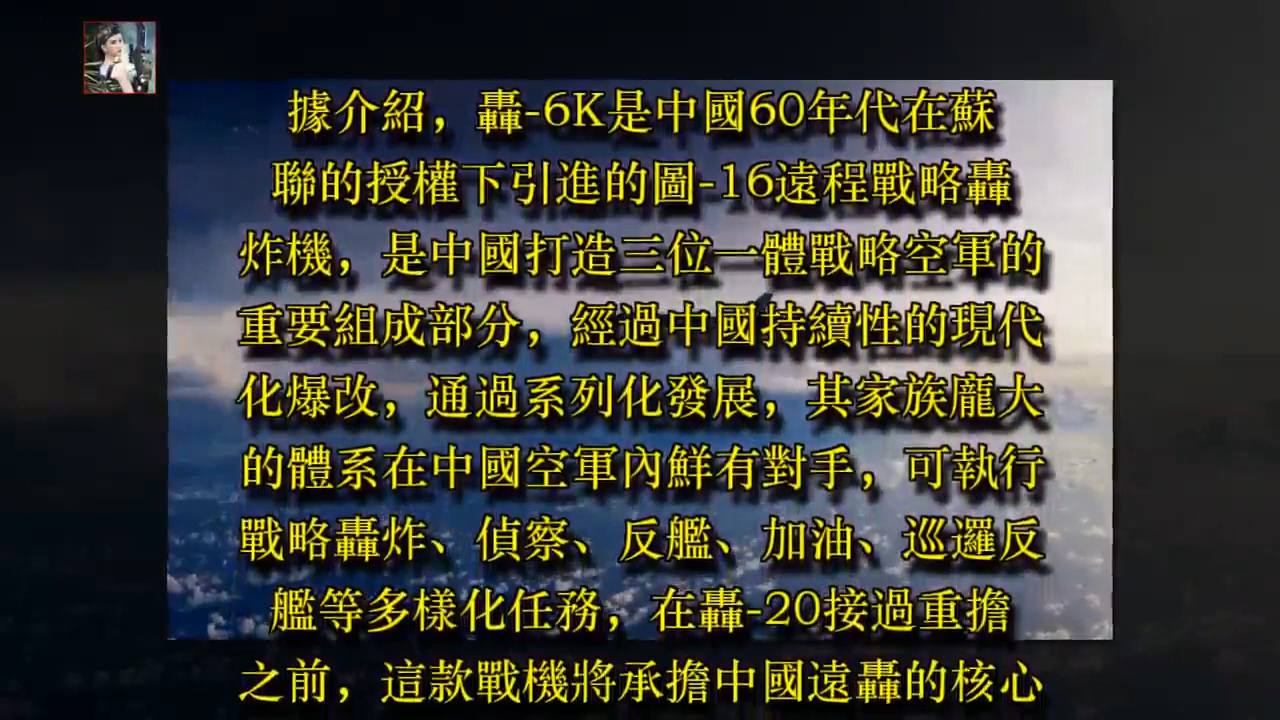 據介紹，轟-6K是中國60年代在蘇
聯的授權下引進的圖-16遠程戰略轟
炸機，是中國打造三位一體戰略空軍的
重要組成部分，經過中國持續性的現代
化爆改，通過系列化發展，其家族龐大
的體系在中國空軍內鮮有對手，可執行
戰略轟炸、偵察、反艦、加油、巡邏反
艦等多樣化任務，在轟-20接過重擔
之前，這款戰機將承擔中國遠轟的核心